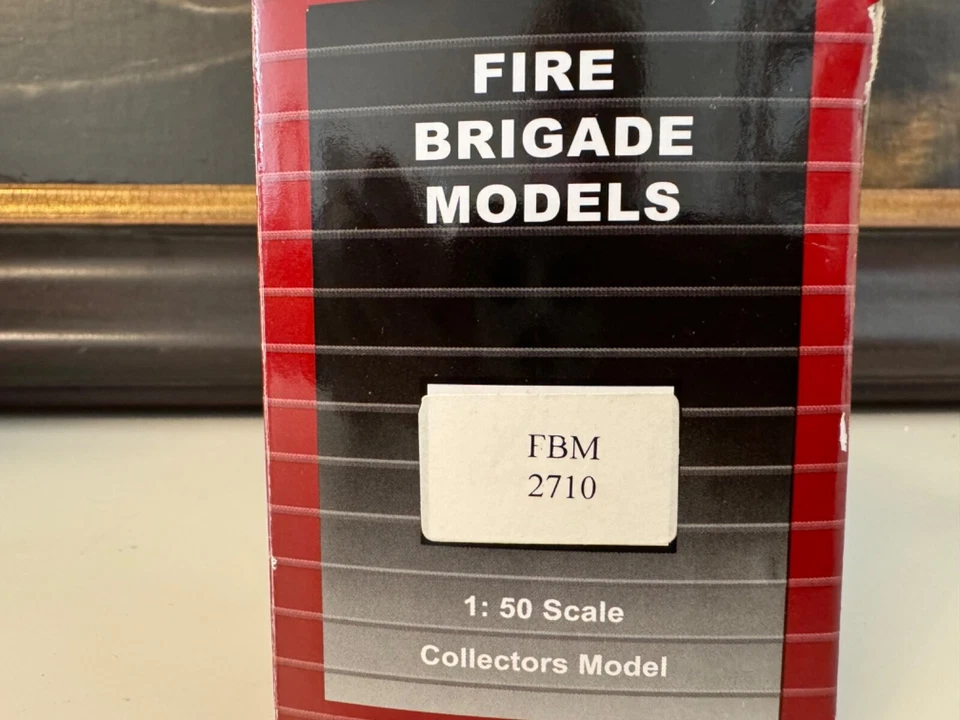 FIRE
BRIGADE
MODELS
FBM
2710
1: 50 Scale
Collectors Model